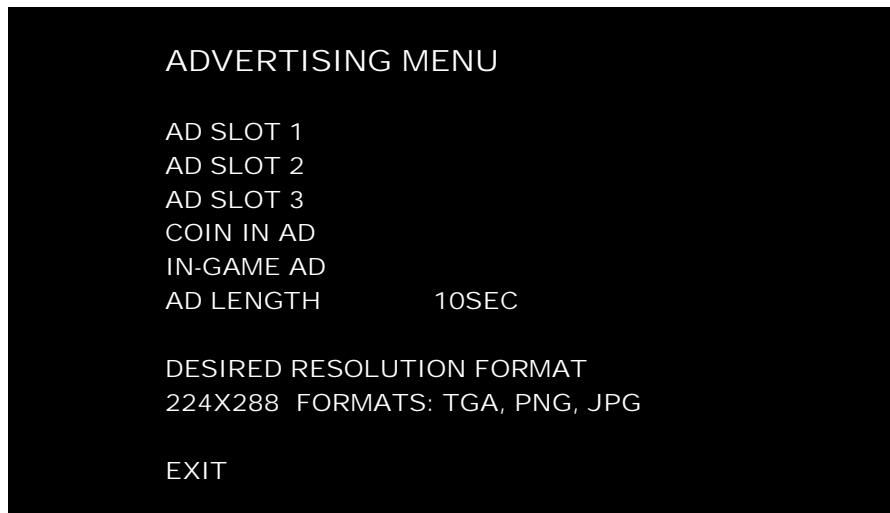 ADVERTISING MENU
AD SLOT 1
AD SLOT 2
AD SLOT 3
COIN IN AD
IN-GAME AD
AD LENGTH 10SEC
DESIRED RESOLUTION FORMAT
224X288 FORMATS: TGA, PNG, JPG
EXIT